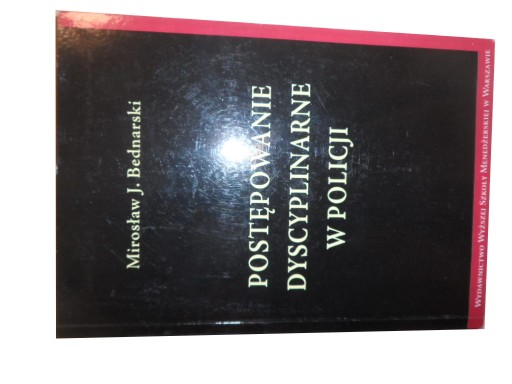 Mirosław J. Bednarski
POSTĘPOWANIE
DYSCYPLINARNE
W POLICJI
WYDAWNICTWO WYŻSZEJ SZKOŁY MENEDŻERSKIEJ W WARSZAWIE